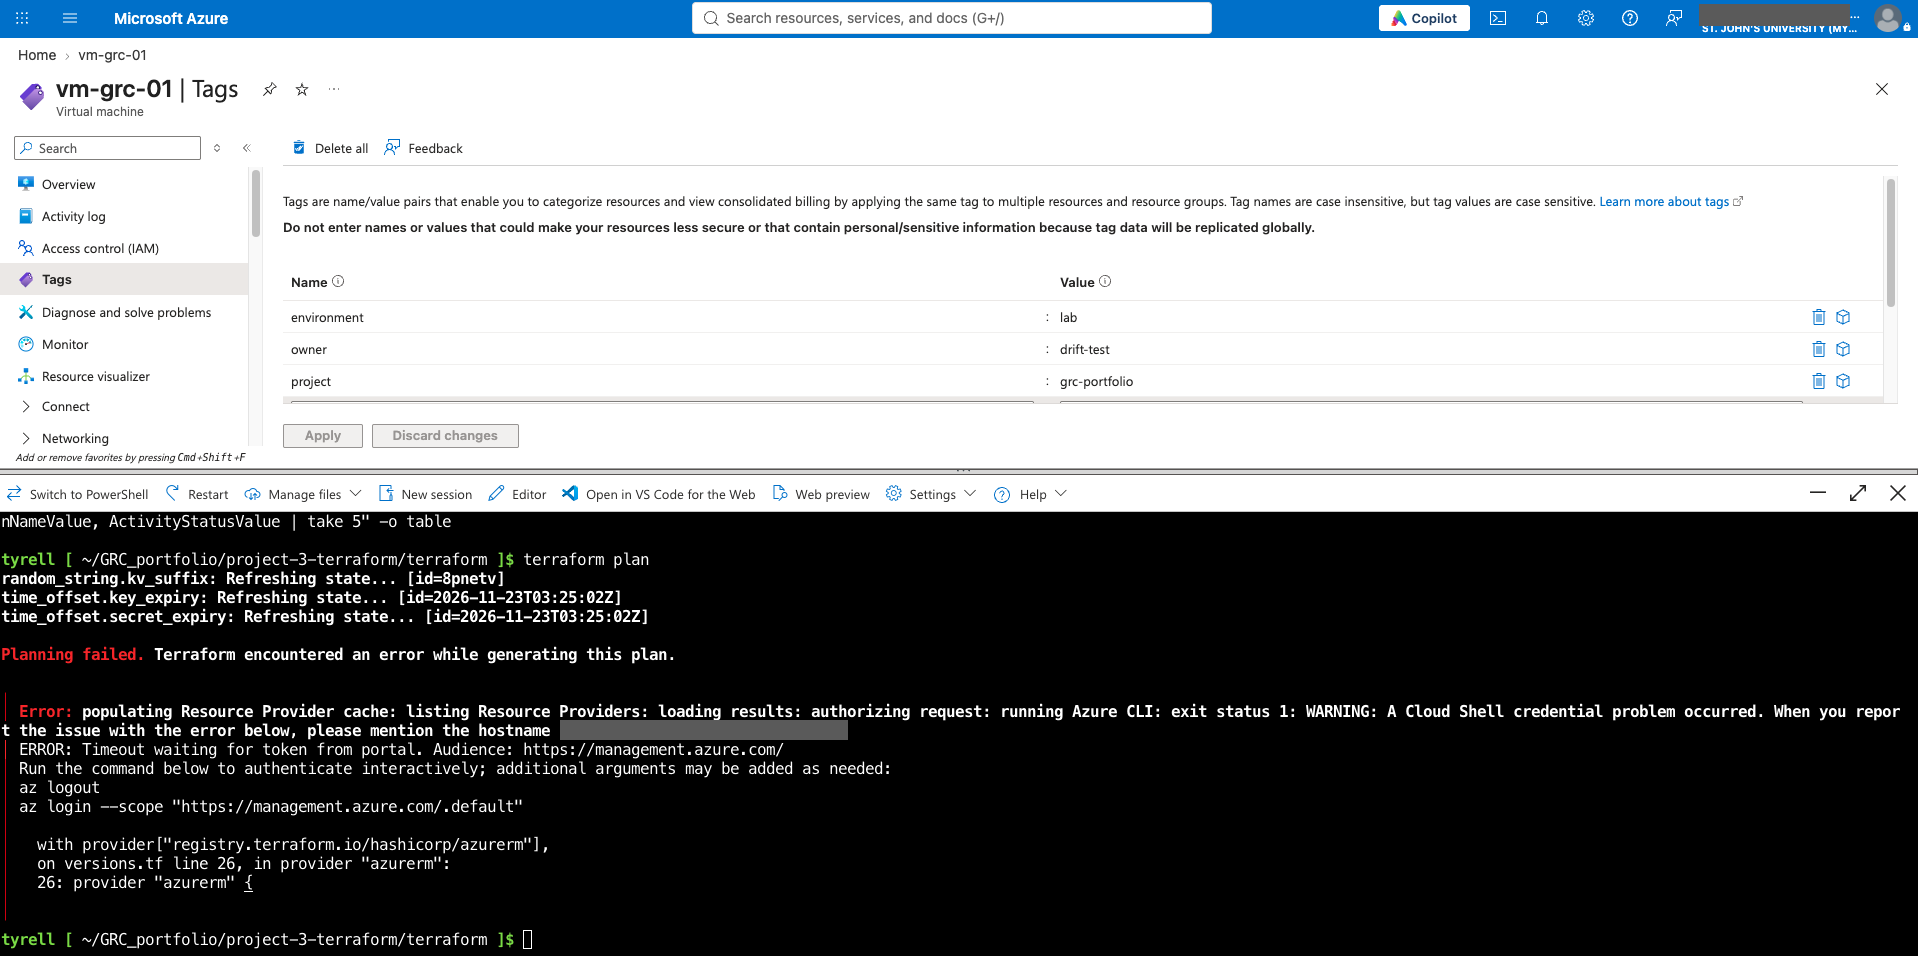 Microsoft Azure
Search resources, services, and docs (G+/)
Copilot
...
ST. JOHN'S UNIVERSITY (MY...
Home > vm-grc-01
vm-grc-01 | Tags
...
Virtual machine
Search
Delete all
Feedback
Overview
Activity log
Access control (IAM)
Tags
Diagnose and solve problems
Monitor
Resource visualizer
Connect
Networking
Add or remove favorites by pressing Cmd+Shift+F
Tags are name/value pairs that enable you to categorize resources and view consolidated billing by applying the same tag to multiple resources and resource groups. Tag names are case insensitive, but tag values are case sensitive. Learn more about tags
Do not enter names or values that could make your resources less secure or that contain personal/sensitive information because tag data will be replicated globally.
Name Value
environment : lab
owner : drift-test
project : grc-portfolio
Apply Discard changes
Switch to PowerShell Restart Manage files New session Editor Open in VS Code for the Web Web preview Settings Help
nNameValue, ActivityStatusValue | take 5" -o table
tyrell [ ~/GRC_portfolio/project-3-terraform/terraform ]$ terraform plan
random_string.kv_suffix: Refreshing state... [id=8pnetv]
time_offset.key_expiry: Refreshing state... [id=2026-11-23T03:25:02Z]
time_offset.secret_expiry: Refreshing state... [id=2026-11-23T03:25:02Z]
Planning failed. Terraform encountered an error while generating this plan.
Error: populating Resource Provider cache: listing Resource Providers: loading results: authorizing request: running Azure CLI: exit status 1: WARNING: A Cloud Shell credential problem occurred. When you repor
t the issue with the error below, please mention the hostname
ERROR: Timeout waiting for token from portal. Audience: https://management.azure.com/
Run the command below to authenticate interactively; additional arguments may be added as needed:
az logout
az login --scope "https://management.azure.com/.default"
with provider["registry.terraform.io/hashicorp/azurerm"],
on versions.tf line 26, in provider "azurerm":
26: provider "azurerm" {
tyrell [ ~/GRC_portfolio/project-3-terraform/terraform ]$